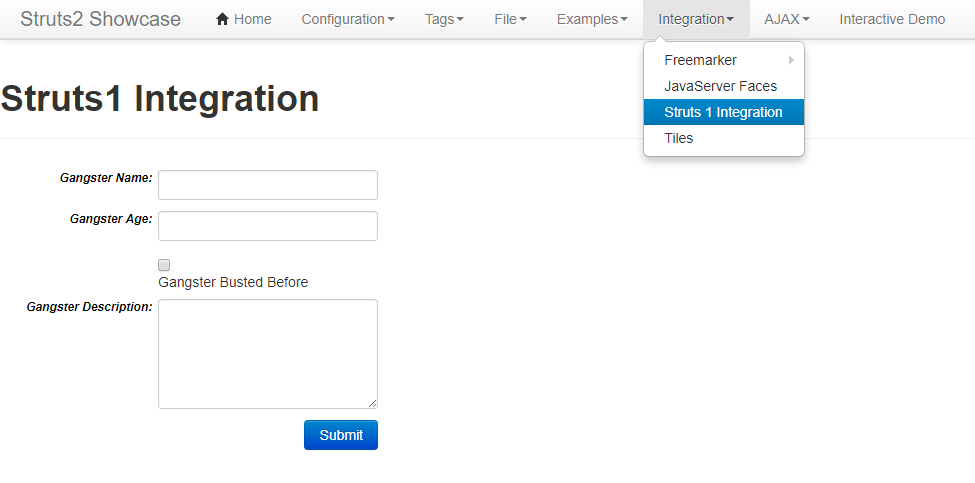 Struts2 Showcase Home Configuration Tags File Examples Integration AJAX Interactive Demo
Freemarker
JavaServer Faces
Struts 1 Integration
Tiles
Struts1 Integration
Gangster Name:
Gangster Age:
Gangster Busted Before
Gangster Description:
Submit